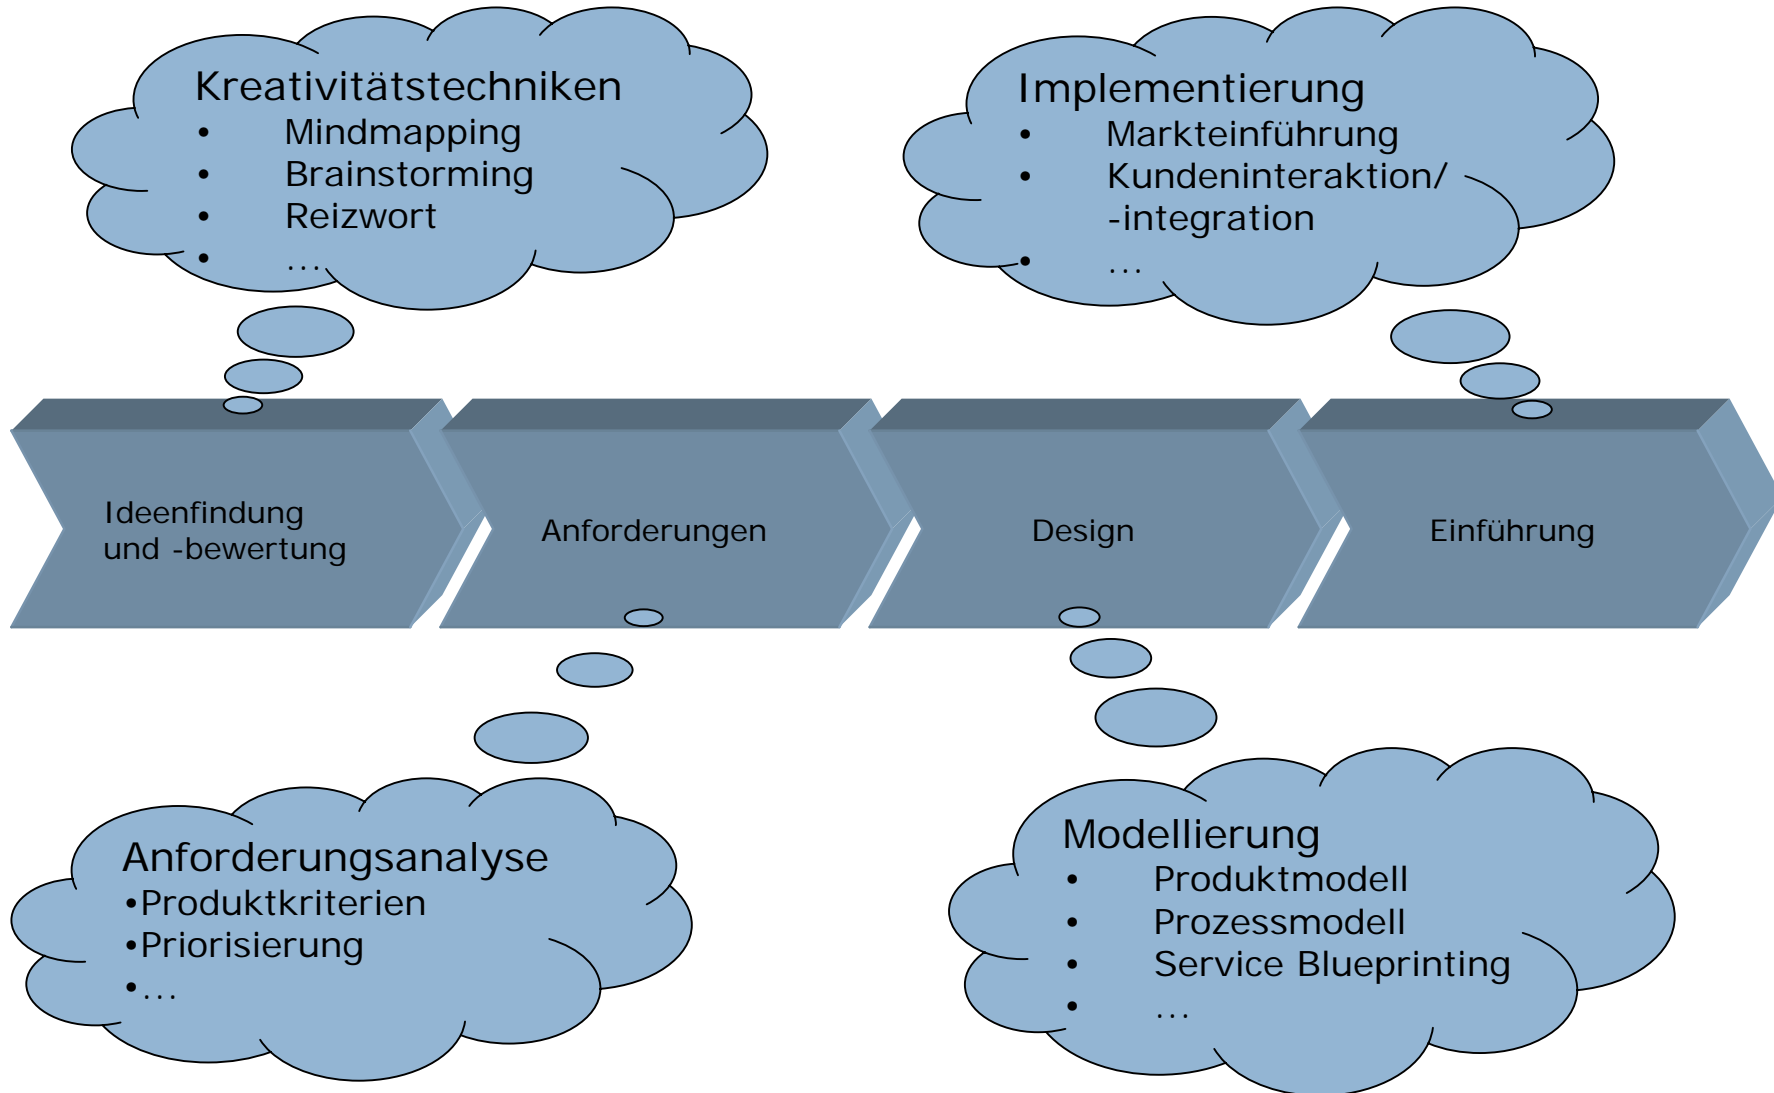 Kreativitätstechniken
• Mindmapping
• Brainstorming
• Reizwort
• ...
Implementierung
• Markteinführung
• Kundeninteraktion/
-integration
• ...
Ideenfindung
und -bewertung
Anforderungen
Design
Einführung
Anforderungsanalyse
•Produktkriterien
•Priorisierung
•...
Modellierung
• Produktmodell
• Prozessmodell
• Service Blueprinting
• ...